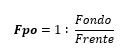 Fpo = 1 : Fondo / Frente